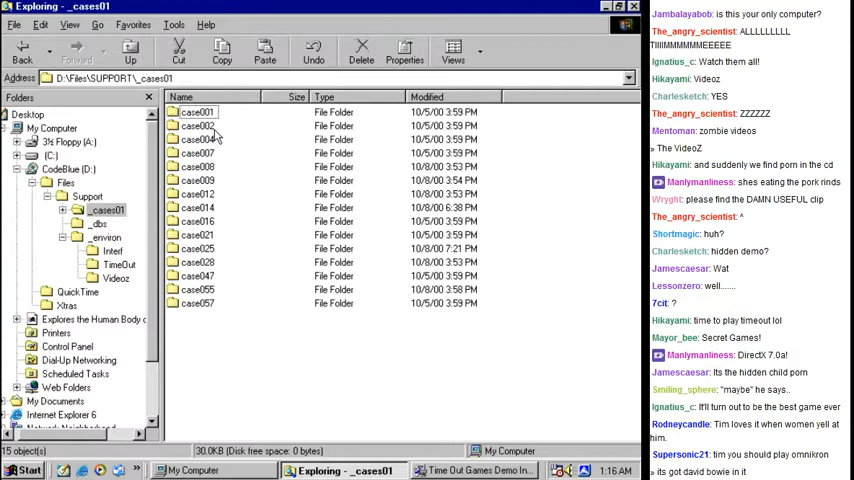 Exploring - _cases01
File Edit View Go Favorites Tools Help
Back Forward Up Cut Copy Paste Undo Delete Properties Views
Address D:\Files\SUPPORT\_cases01
Folders
Desktop
My Computer
3½ Floppy (A:)
(C:)
CodeBlue (D:)
Files
Support
_cases01
_dbs
_environ
Interf
TimeOut
Videoz
QuickTime
Xtras
Explores the Human Body c
Printers
Control Panel
Dial-Up Networking
Scheduled Tasks
Web Folders
My Documents
Internet Explorer 6
Network Neighborhood
Name Size Type Modified
case001 File Folder 10/5/00 3:59 PM
case002 File Folder 10/5/00 3:59 PM
case004 File Folder 10/5/00 3:59 PM
case007 File Folder 10/5/00 3:59 PM
case008 File Folder 10/8/00 3:53 PM
case009 File Folder 10/8/00 3:54 PM
case012 File Folder 10/8/00 3:53 PM
case014 File Folder 10/8/00 6:38 PM
case016 File Folder 10/5/00 3:59 PM
case021 File Folder 10/5/00 3:59 PM
case025 File Folder 10/8/00 7:21 PM
case028 File Folder 10/8/00 3:53 PM
case047 File Folder 10/5/00 3:59 PM
case055 File Folder 10/8/00 3:58 PM
case057 File Folder 10/5/00 3:59 PM
15 object(s) 30.0KB (Disk free space: 0 bytes) My Computer
Start My Computer Exploring - _cases01 Time Out Games Demo In... 1:16 AM
Jambalayabob: is this your only computer?
The_angry_scientist: ALLLLLLLLL
TIIIIMMMMMMEEEEE
Ignatius_c: Watch them all!
Hikayami: Videoz
Charlesketch: YES
The_angry_scientist: ZZZZZZ
Mentoman: zombie videos
» The VideoZ
Hikayami: and suddenly we find porn in the cd
Manlymanliness: shes eating the pork rinds
Wryght: please find the DAMN USEFUL clip
The_angry_scientist: ^
Shortmagic: huh?
Charlesketch: hidden demo?
Jamescaesar: Wat
Lessonzero: well.......
7cit: ?
Hikayami: time to play timeout lol
Mayor_bee: Secret Games!
Manlymanliness: DirectX 7.0a!
Jamescaesar: Its the hidden child porn
Smiling_sphere: "maybe" he says..
Ignatius_c: It'll turn out to be the best game ever
Rodneycandle: Tim loves it when women yell at
him.
Supersonic21: tim you should play omnikron
» its got david bowie in it